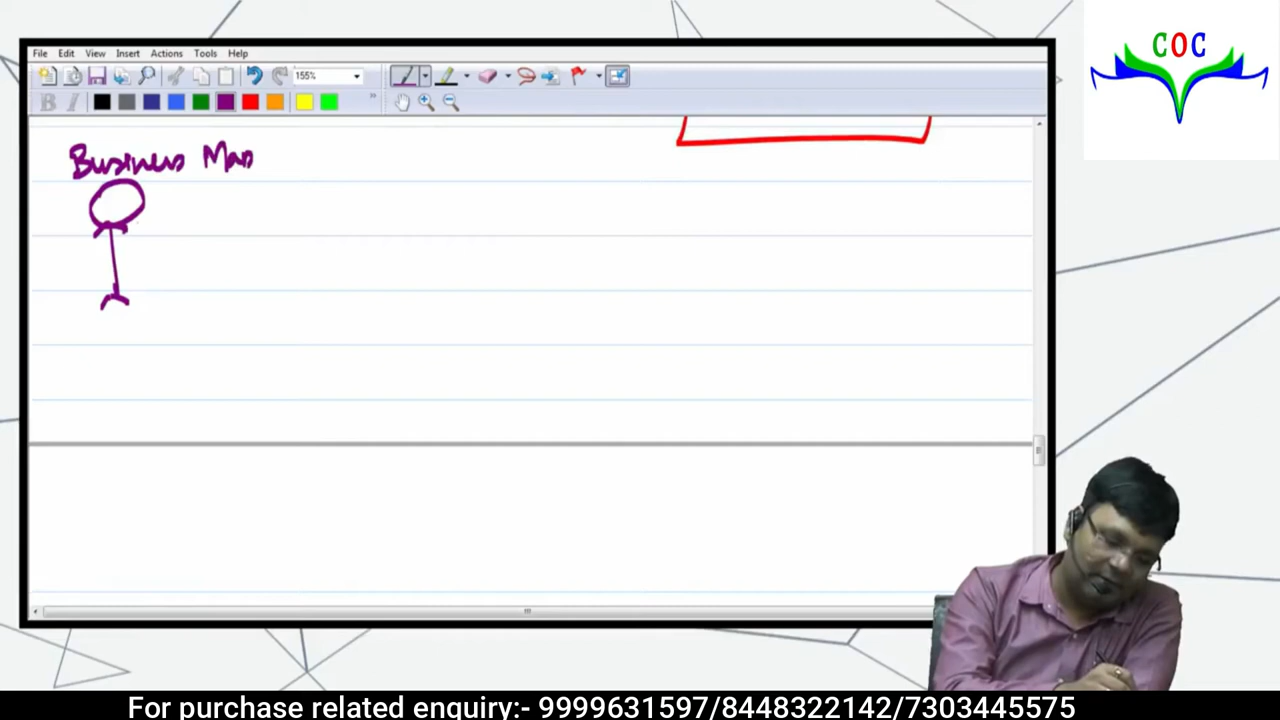 COC
File Edit View Insert Actions Tools Help
155%
B I
Business Man
For purchase related enquiry:- 9999631597/8448322142/7303445575